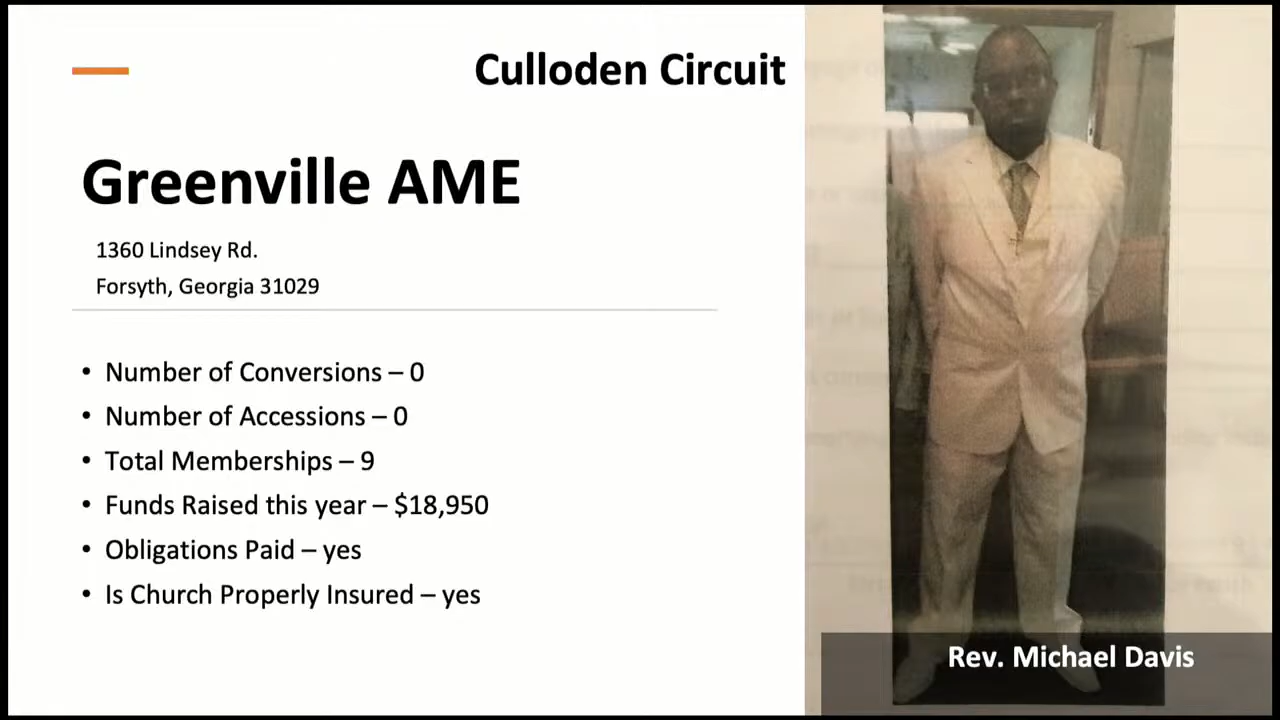 Culloden Circuit
Greenville AME
1360 Lindsey Rd.
Forsyth, Georgia 31029
• Number of Conversions – 0
• Number of Accessions – 0
• Total Memberships – 9
• Funds Raised this year – $18,950
• Obligations Paid – yes
• Is Church Properly Insured – yes
Rev. Michael Davis